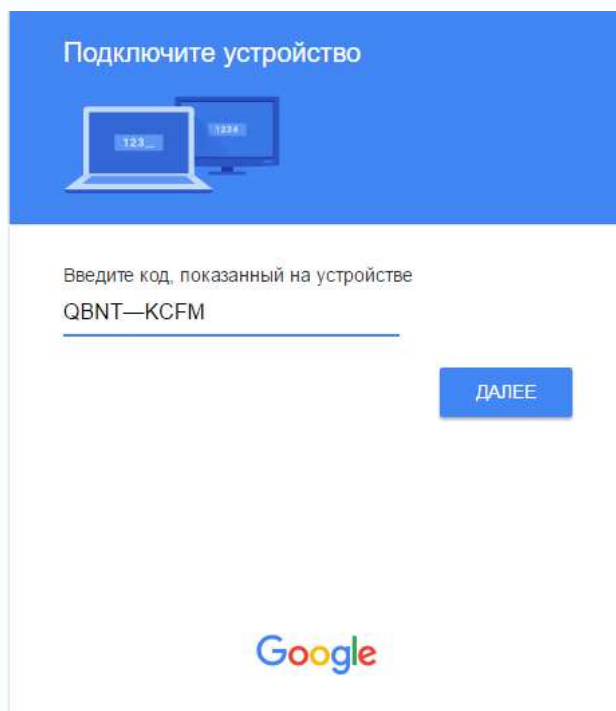 Подключите устройство
123_
1234
Введите код, показанный на устройстве
QBNT—KCFM
ДАЛЕЕ
Google